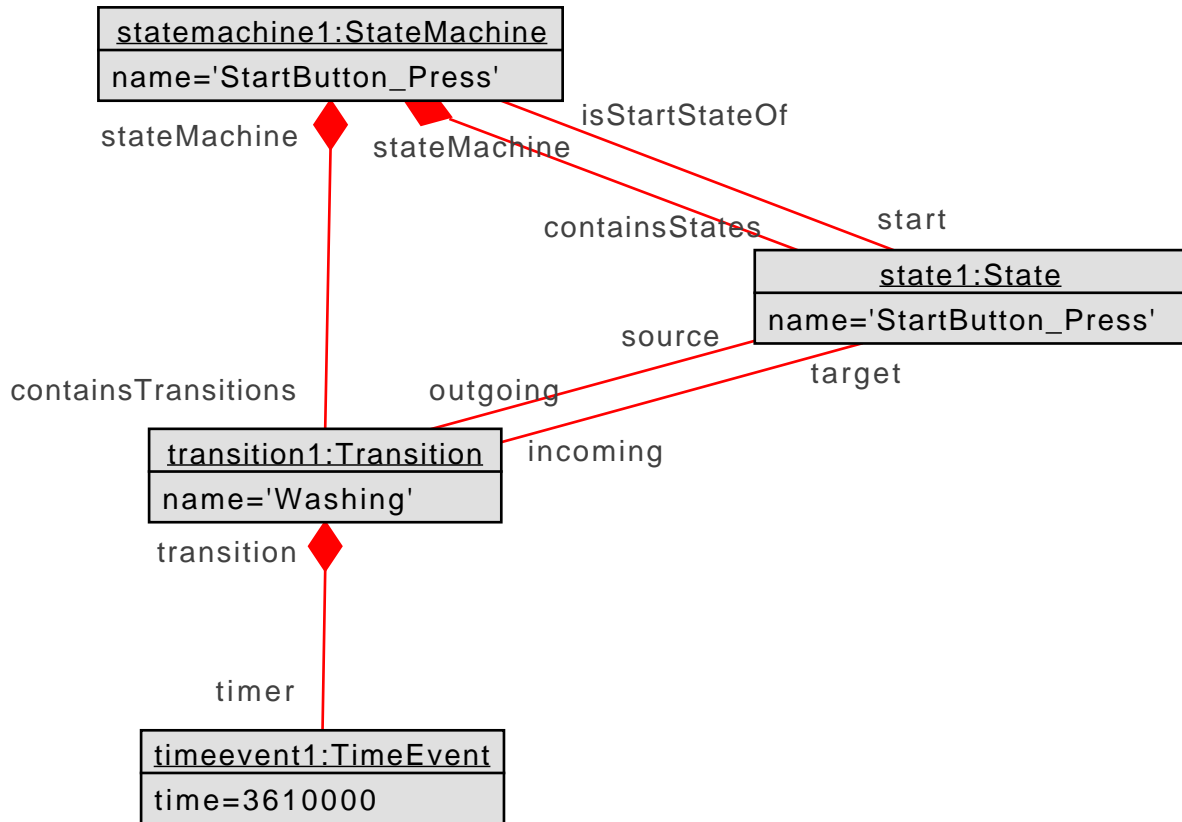 statemachine1:StateMachine
name='StartButton_Press'
stateMachine
stateMachine
isStartStateOf
containsStates
start
state1:State
name='StartButton_Press'
source
target
containsTransitions
outgoing
incoming
transition1:Transition
name='Washing'
transition
timer
timeevent1:TimeEvent
time=3610000